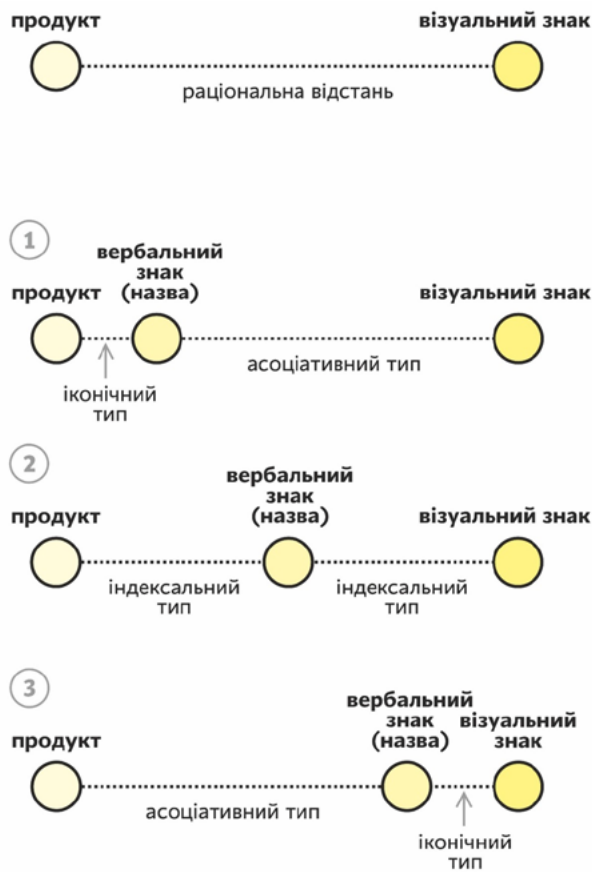 продукт
візуальний знак
раціональна відстань
1
вербальний
знак
продукт (назва)
візуальний знак
асоціативний тип
іконічний
тип
2
вербальний
знак
продукт
(назва)
візуальний знак
індексальний
тип
індексальний
тип
3
вербальний
знак візуальний
продукт
(назва)
знак
асоціативний тип
іконічний
тип